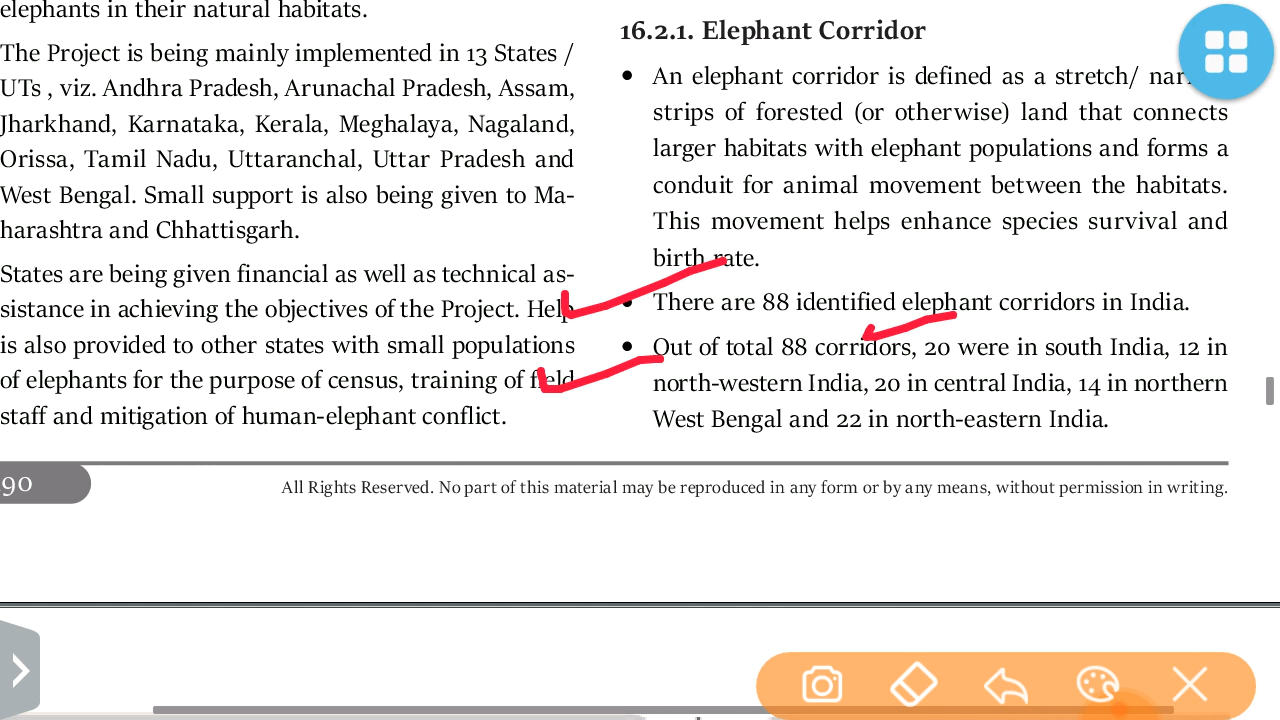 elephants in their natural habitats.
The Project is being mainly implemented in 13 States /
UTs , viz. Andhra Pradesh, Arunachal Pradesh, Assam,
Jharkhand, Karnataka, Kerala, Meghalaya, Nagaland,
Orissa, Tamil Nadu, Uttaranchal, Uttar Pradesh and
West Bengal. Small support is also being given to Ma-
harashtra and Chhattisgarh.
States are being given financial as well as technical as-
sistance in achieving the objectives of the Project. Help
is also provided to other states with small populations
of elephants for the purpose of census, training of field
staff and mitigation of human-elephant conflict.
16.2.1. Elephant Corridor
• An elephant corridor is defined as a stretch/
strips of forested (or otherwise) land that connects
larger habitats with elephant populations and forms a
conduit for animal movement between the habitats.
This movement helps enhance species survival and
birth rate.
• There are 88 identified elephant corridors in India.
• Out of total 88 corridors, 20 were in south India, 12 in
north-western India, 20 in central India, 14 in northern
West Bengal and 22 in north-eastern India.
90
All Rights Reserved. No part of this material may be reproduced in any form or by any means, without permission in writing.